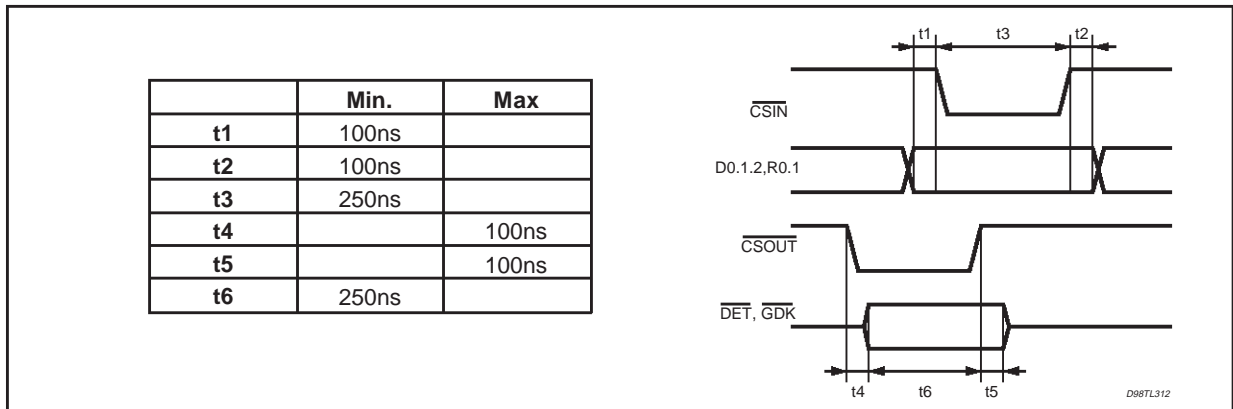 Min. Max
t1 100ns
t2 100ns
t3 250ns
t4 100ns
t5 100ns
t6 250ns
t1 t3 t2
CSIN
D0.1.2,R0.1
CSOUT
DET, GDK
t4 t6 t5
D98TL312